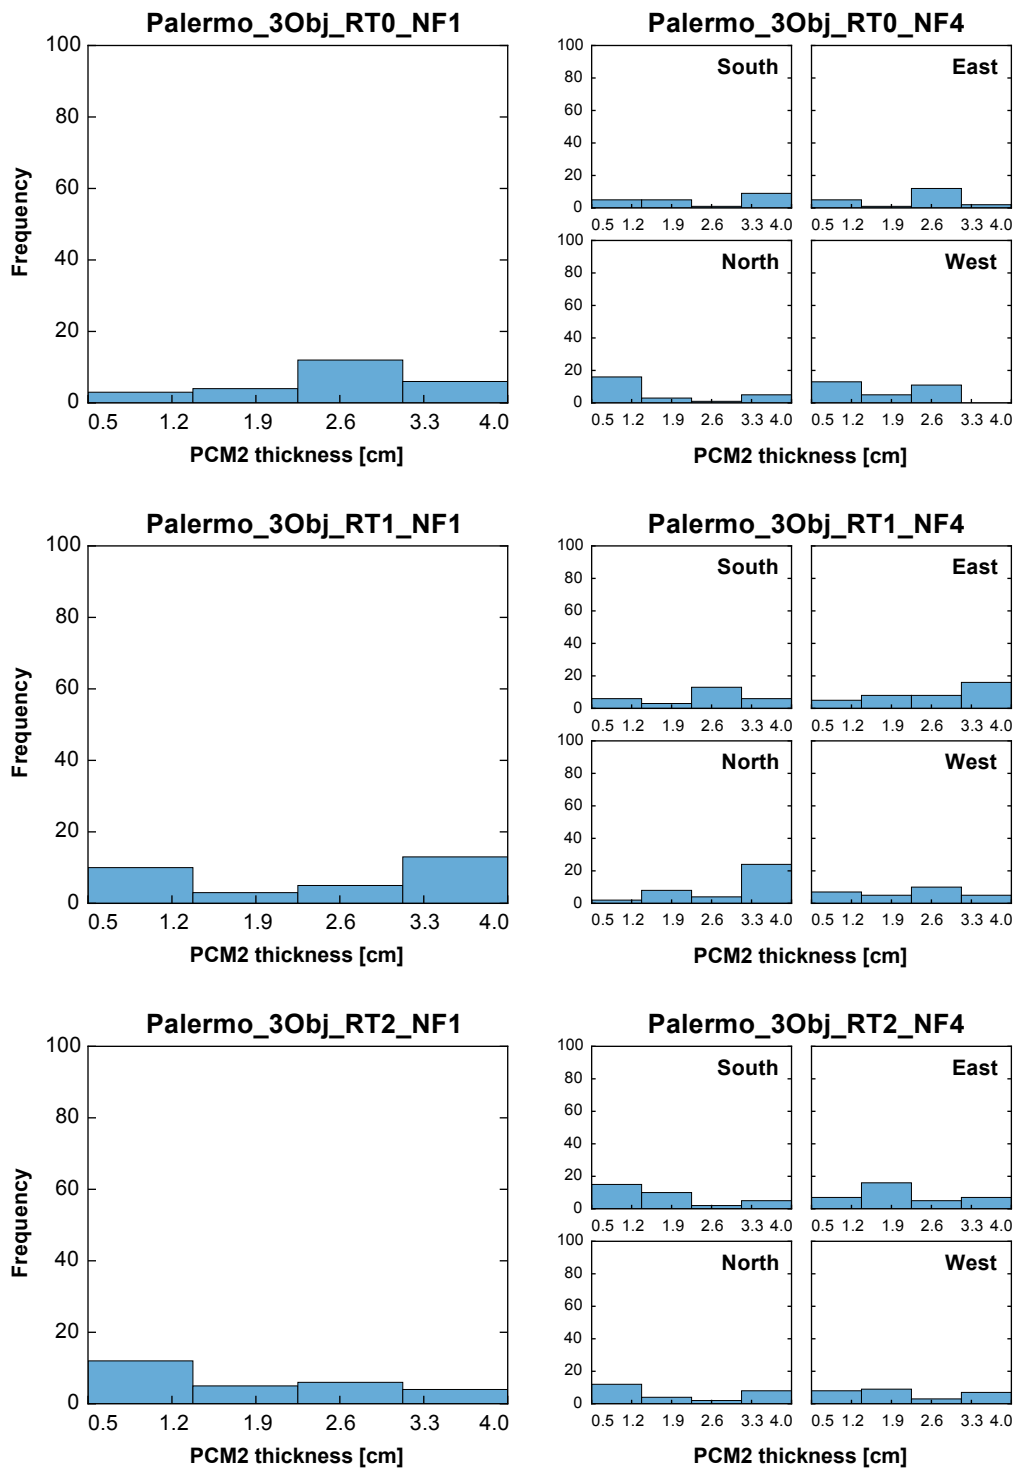 Palermo_3Obj_RT0_NF1
100
80
60
40
20
0
Frequency
0.5 1.2 1.9 2.6 3.3 4.0
PCM2 thickness [cm]
Palermo_3Obj_RT0_NF4
South
100
80
60
40
20
0
0.5 1.2 1.9 2.6 3.3 4.0
East
0.5 1.2 1.9 2.6 3.3 4.0
North
100
80
60
40
20
0
0.5 1.2 1.9 2.6 3.3 4.0
West
0.5 1.2 1.9 2.6 3.3 4.0
PCM2 thickness [cm]
Palermo_3Obj_RT1_NF1
100
80
60
40
20
0
Frequency
0.5 1.2 1.9 2.6 3.3 4.0
PCM2 thickness [cm]
Palermo_3Obj_RT1_NF4
South
100
80
60
40
20
0
0.5 1.2 1.9 2.6 3.3 4.0
East
0.5 1.2 1.9 2.6 3.3 4.0
North
100
80
60
40
20
0
0.5 1.2 1.9 2.6 3.3 4.0
West
0.5 1.2 1.9 2.6 3.3 4.0
PCM2 thickness [cm]
Palermo_3Obj_RT2_NF1
100
80
60
40
20
0
Frequency
0.5 1.2 1.9 2.6 3.3 4.0
PCM2 thickness [cm]
Palermo_3Obj_RT2_NF4
South
100
80
60
40
20
0
0.5 1.2 1.9 2.6 3.3 4.0
East
0.5 1.2 1.9 2.6 3.3 4.0
North
100
80
60
40
20
0
0.5 1.2 1.9 2.6 3.3 4.0
West
0.5 1.2 1.9 2.6 3.3 4.0
PCM2 thickness [cm]